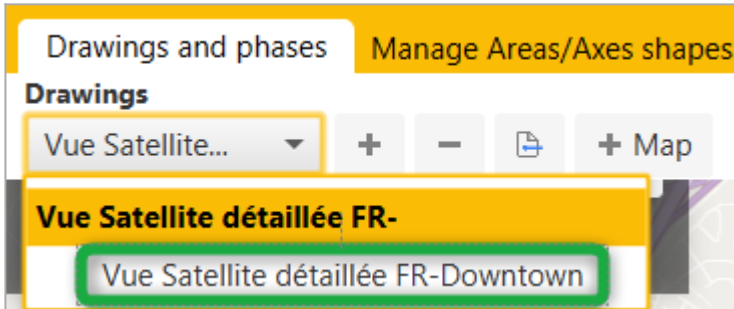 Drawings and phases Manage Areas/Axes shapes
Drawings
Vue Satellite... + − + Map
Vue Satellite détaillée FR-
Vue Satellite détaillée FR-Downtown